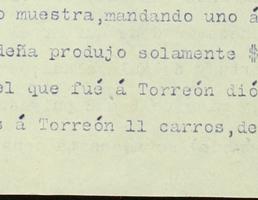 o muestra,mandando uno á
deña produjo solamente $
el que fué á Torreón dió
s á Torreón 11 carros,de